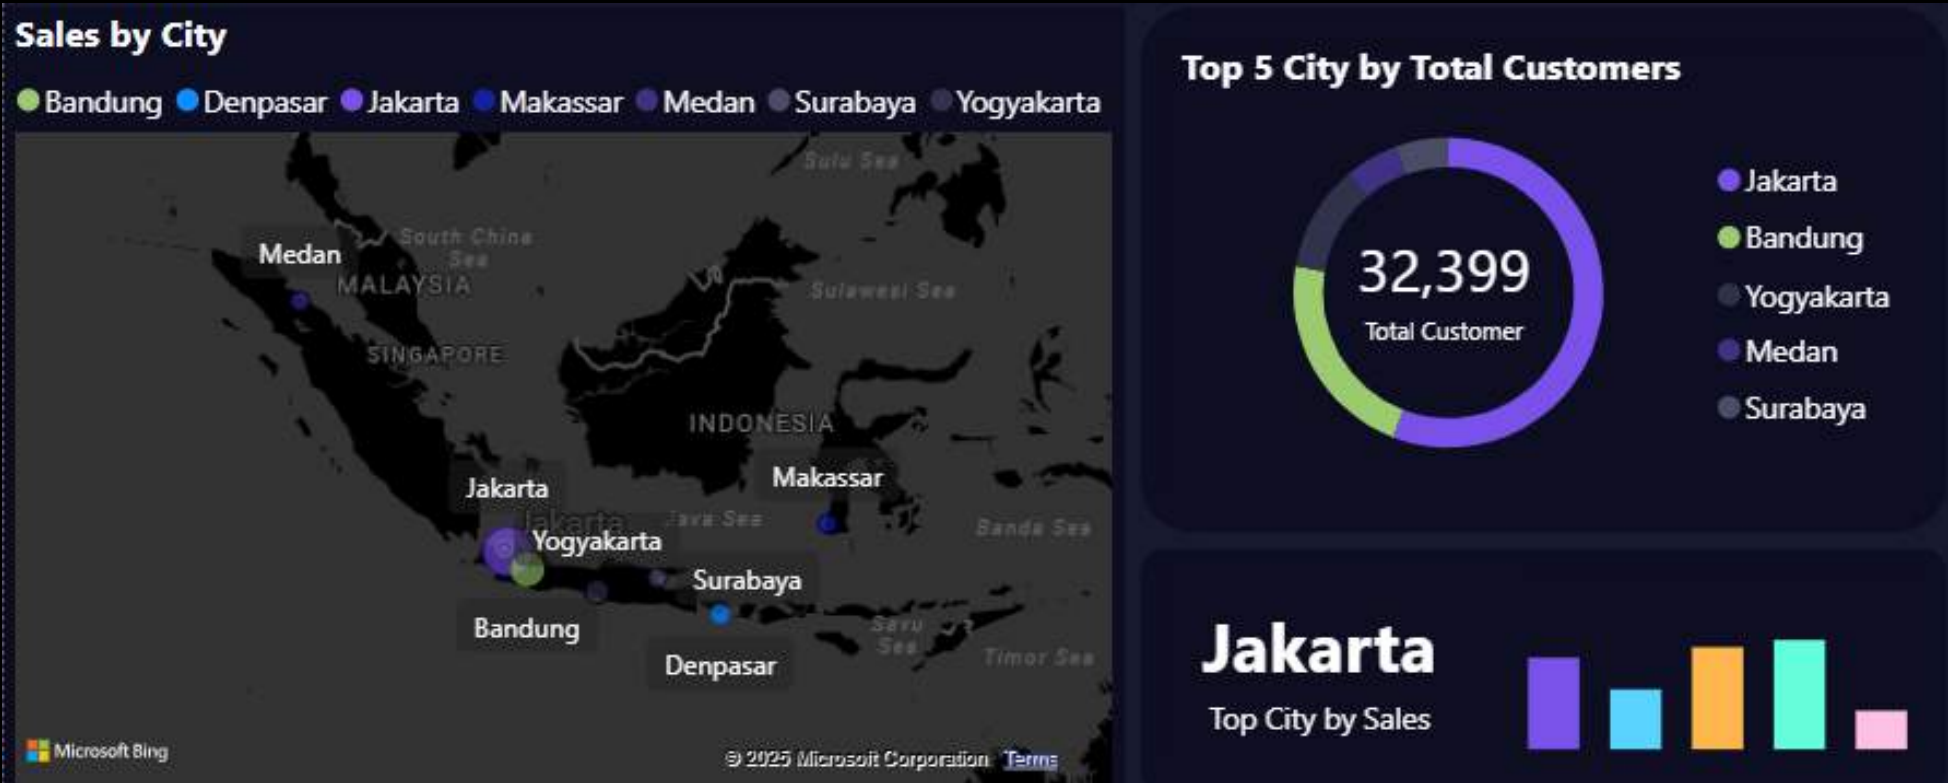 Sales by City
Bandung Denpasar Jakarta Makassar Medan Surabaya Yogyakarta
Sulu Sea
South China
Sea
Medan
MALAYSIA
Sulawesi Sea
SINGAPORE
INDONESIA
Makassar
Jakarta
Jakarta
Java Sea
Banda Sea
Yogyakarta
Surabaya
Bandung
Savu
Sea
Denpasar
Timor Sea
Microsoft Bing
© 2025 Microsoft Corporation Terms
Top 5 City by Total Customers
32,399
Total Customer
Jakarta
Bandung
Yogyakarta
Medan
Surabaya
Jakarta
Top City by Sales